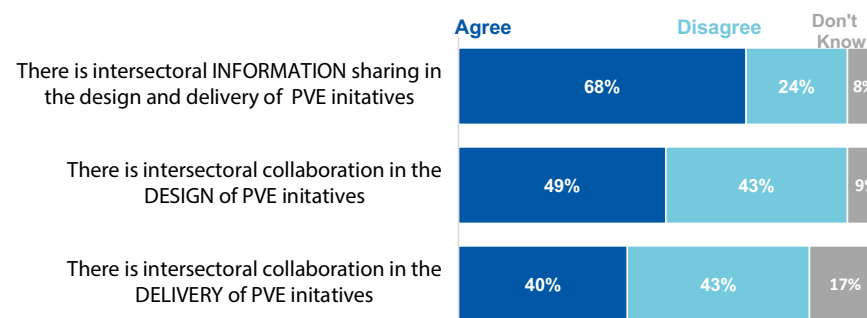 Agree Disagree Don't
Know
There is intersectoral INFORMATION sharing in
the design and delivery of PVE initatives
68% 24% 8%
There is intersectoral collaboration in the
DESIGN of PVE initatives
49% 43% 9%
There is intersectoral collaboration in the
DELIVERY of PVE initatives
40% 43% 17%